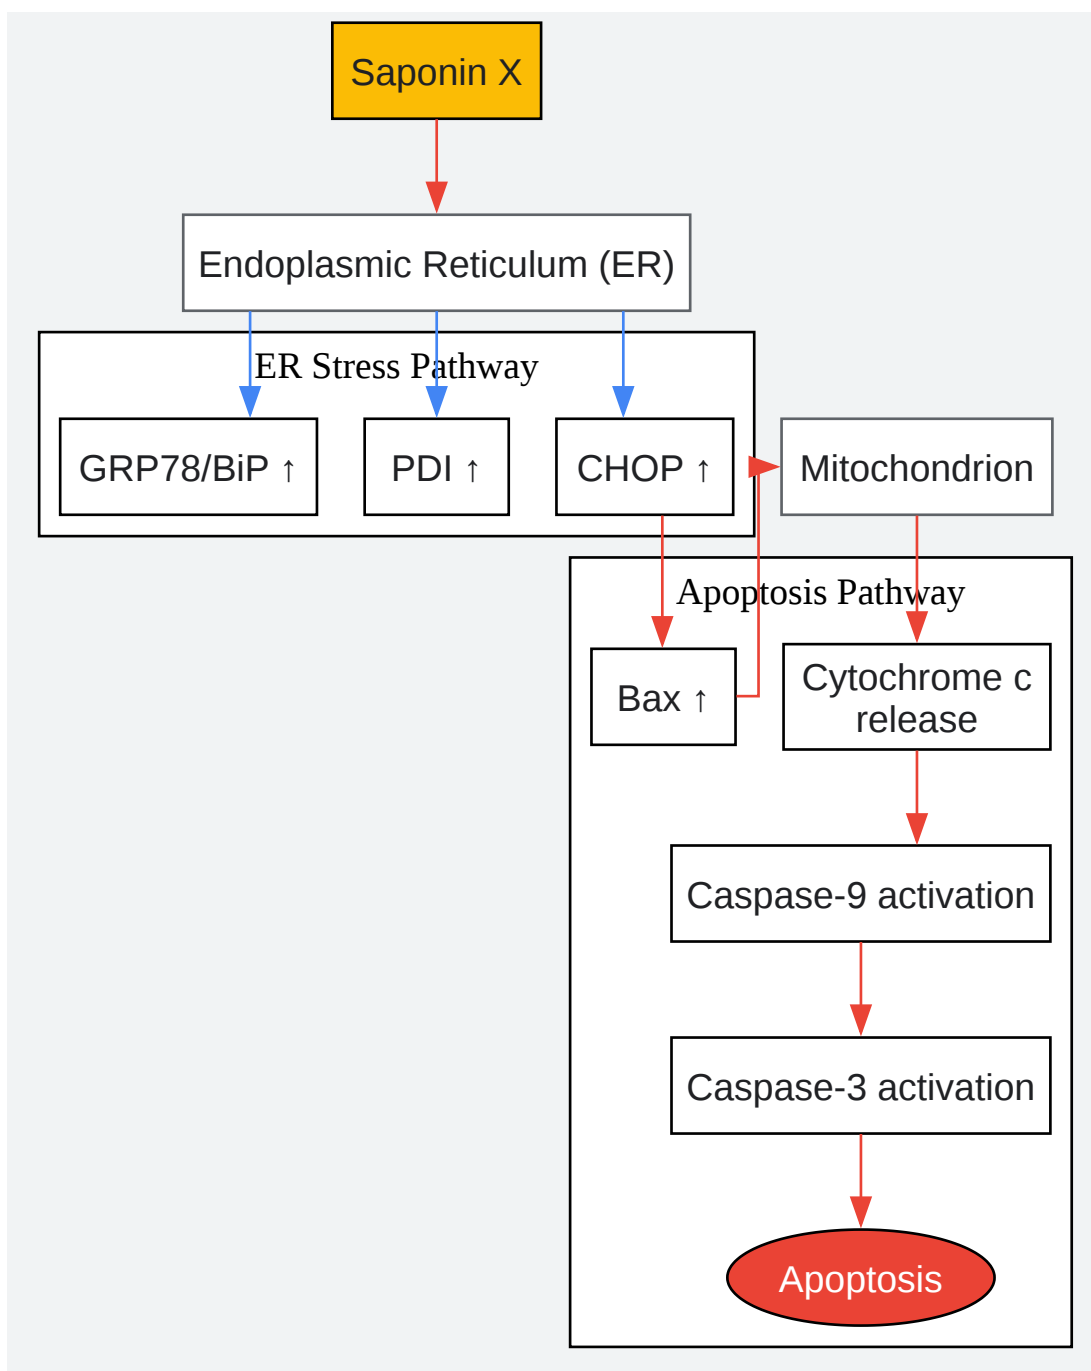 Saponin X
Endoplasmic Reticulum (ER)
ER Stress Pathway
GRP78/BiP ↑
PDI ↑
CHOP ↑
Mitochondrion
Apoptosis Pathway
Bax ↑
Cytochrome c
release
Caspase-9 activation
Caspase-3 activation
Apoptosis